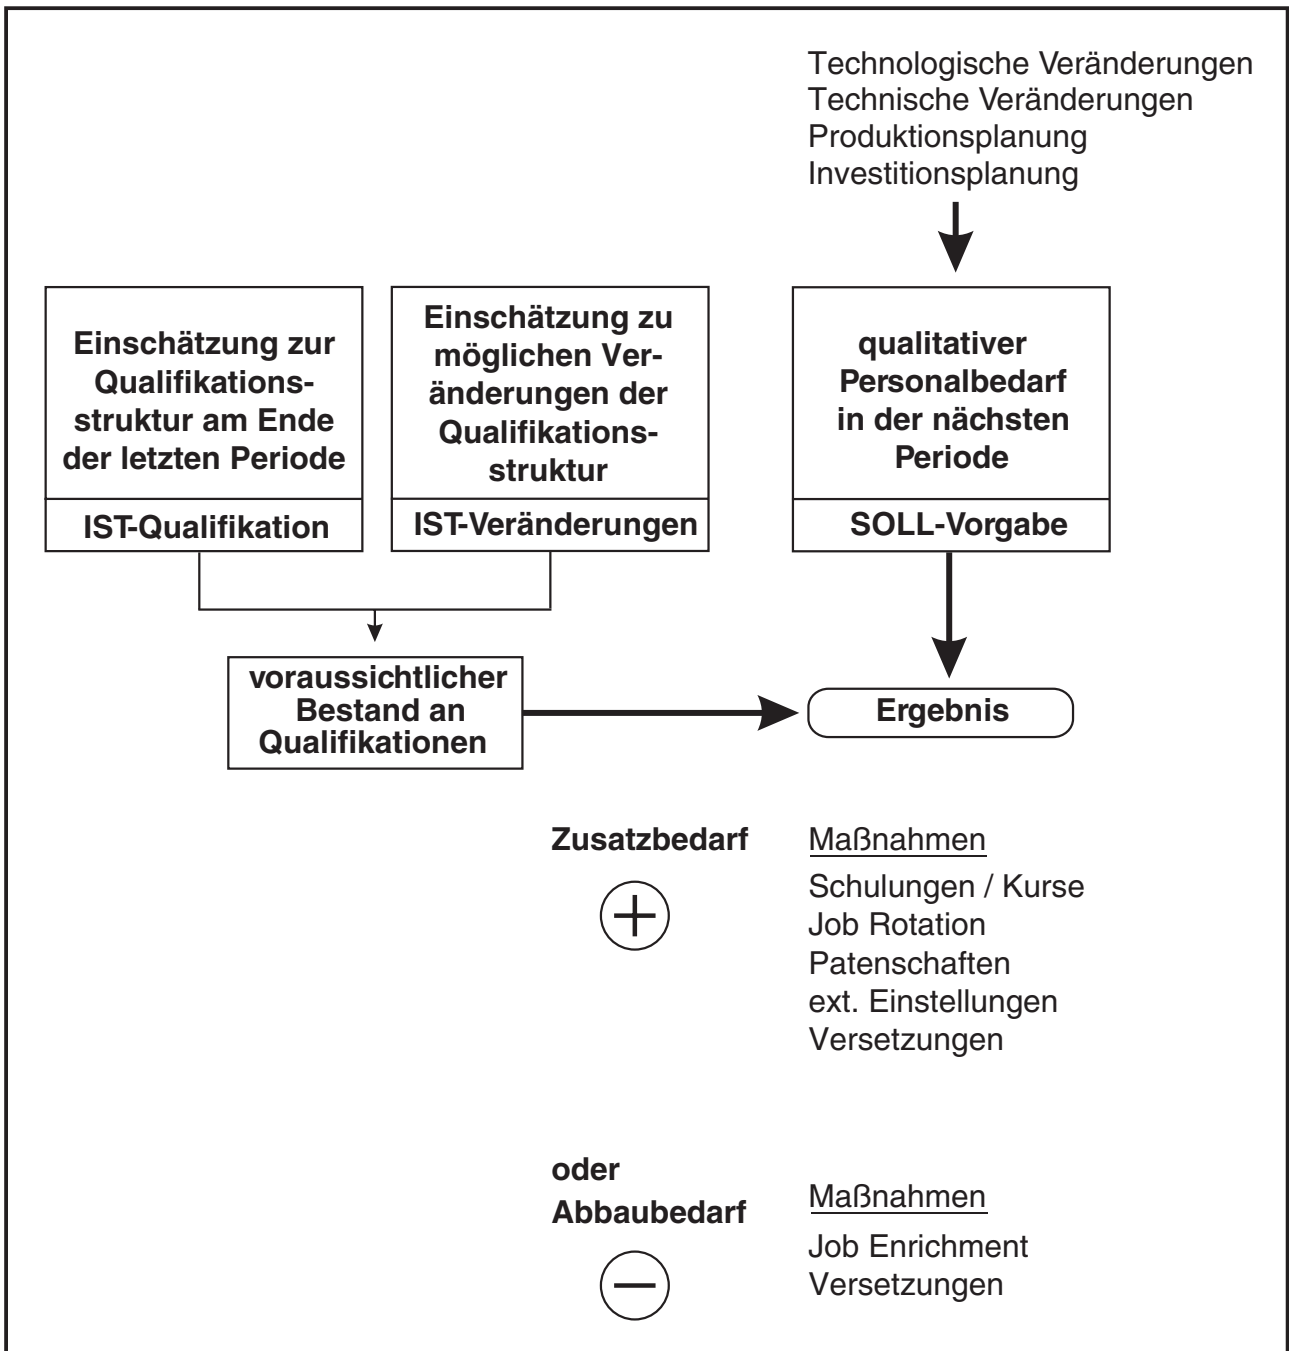 Technologische Veränderungen
Technische Veränderungen
Produktionsplanung
Investitionsplanung
Einschätzung zur
Qualifikations-
struktur am Ende
der letzten Periode
IST-Qualifikation
Einschätzung zu
möglichen Ver-
änderungen der
Qualifikations-
struktur
IST-Veränderungen
qualitativer
Personalbedarf
in der nächsten
Periode
SOLL-Vorgabe
voraussichtlicher
Bestand an
Qualifikationen
Ergebnis
Zusatzbedarf
Maßnahmen
Schulungen / Kurse
Job Rotation
Patenschaften
ext. Einstellungen
Versetzungen
oder
Abbaubedarf
Maßnahmen
Job Enrichment
Versetzungen